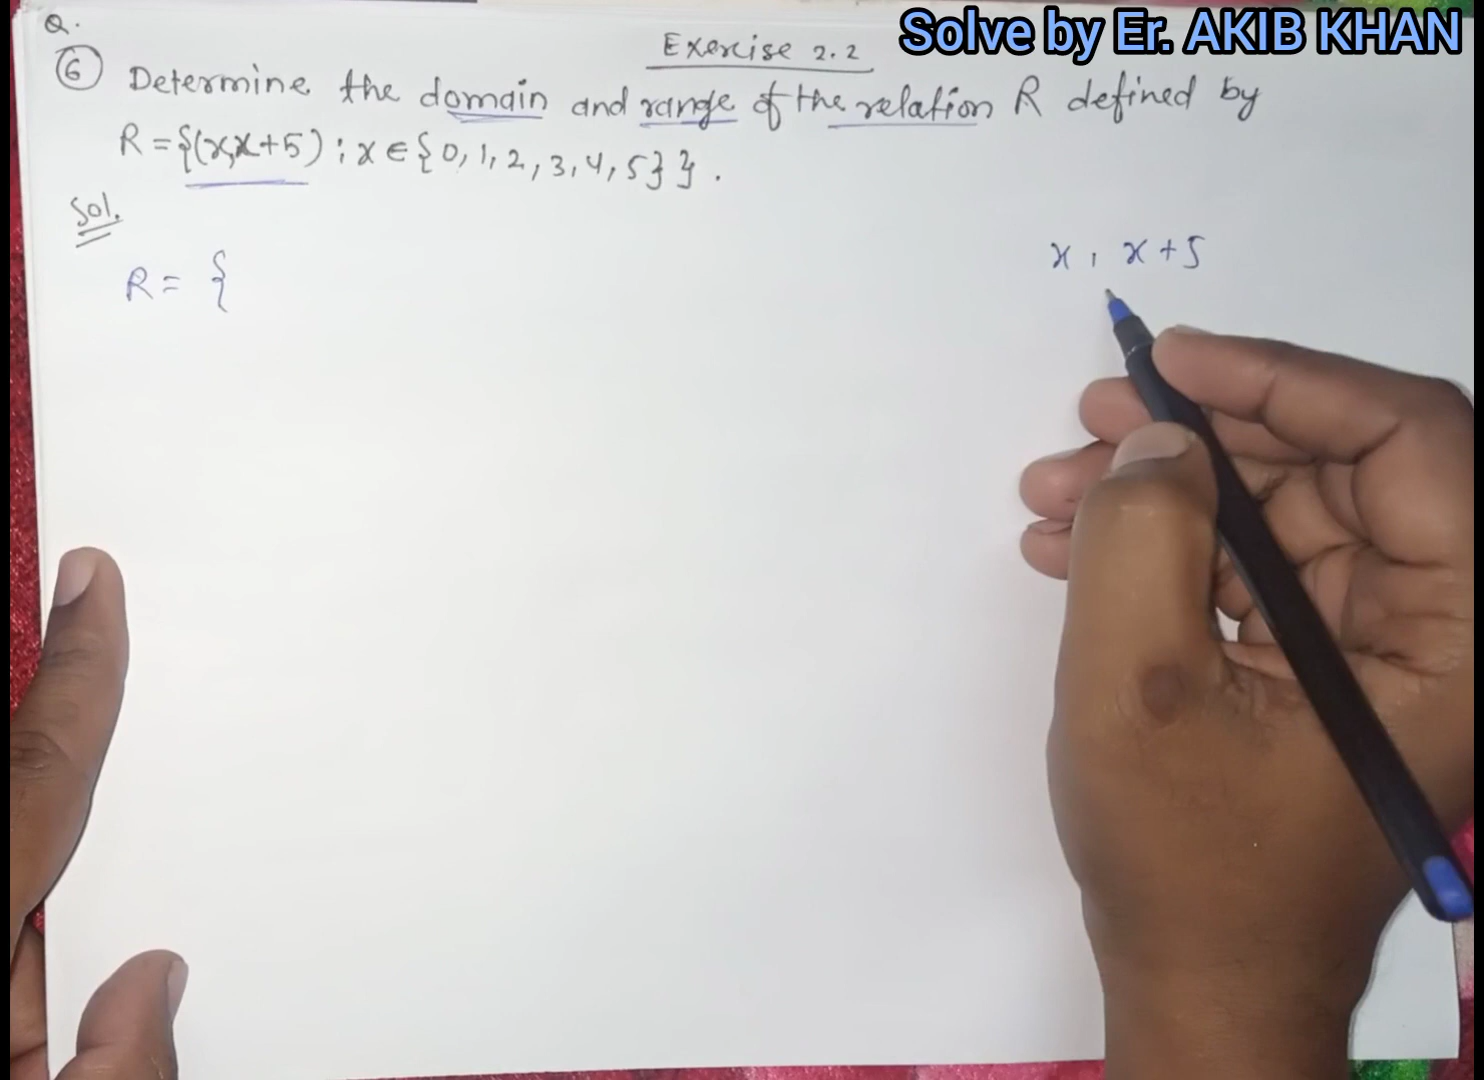 Solve by Er. AKIB KHAN
Q.
Exercise 2.2
6 Determine the domain and range of the relation R defined by
R = {(x,x+5) : x ∈ {0,1,2,3,4,5}}.
Sol.
x, x+5
R = {